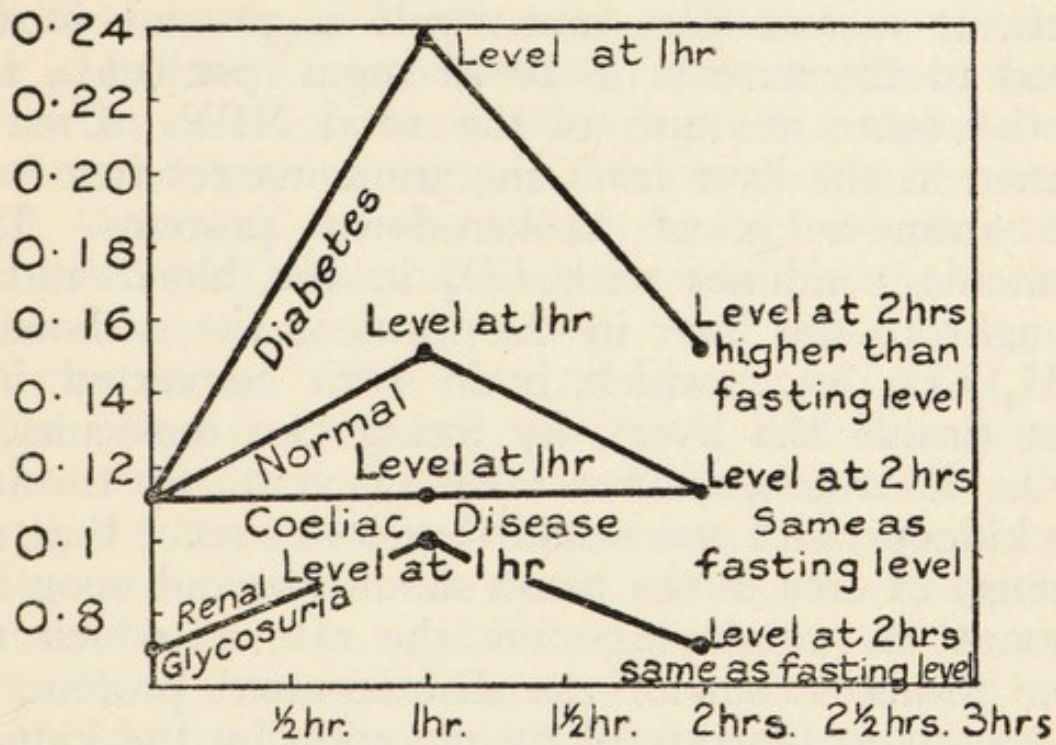 0.24
Level at 1hr
0.22
0.20
0.18
Diabetes
0.16
Level at 1hr
Level at 2hrs
higher than
fasting level
0.14
Normal
0.12
Level at 1hr
Level at 2hrs
Same as
fasting level
Coeliac Disease
0.1
Level at 1hr
Renal
Glycosuria
0.8
Level at 2hrs
same as fasting level
½hr. 1hr. 1½hr. 2hrs. 2½hrs. 3hrs